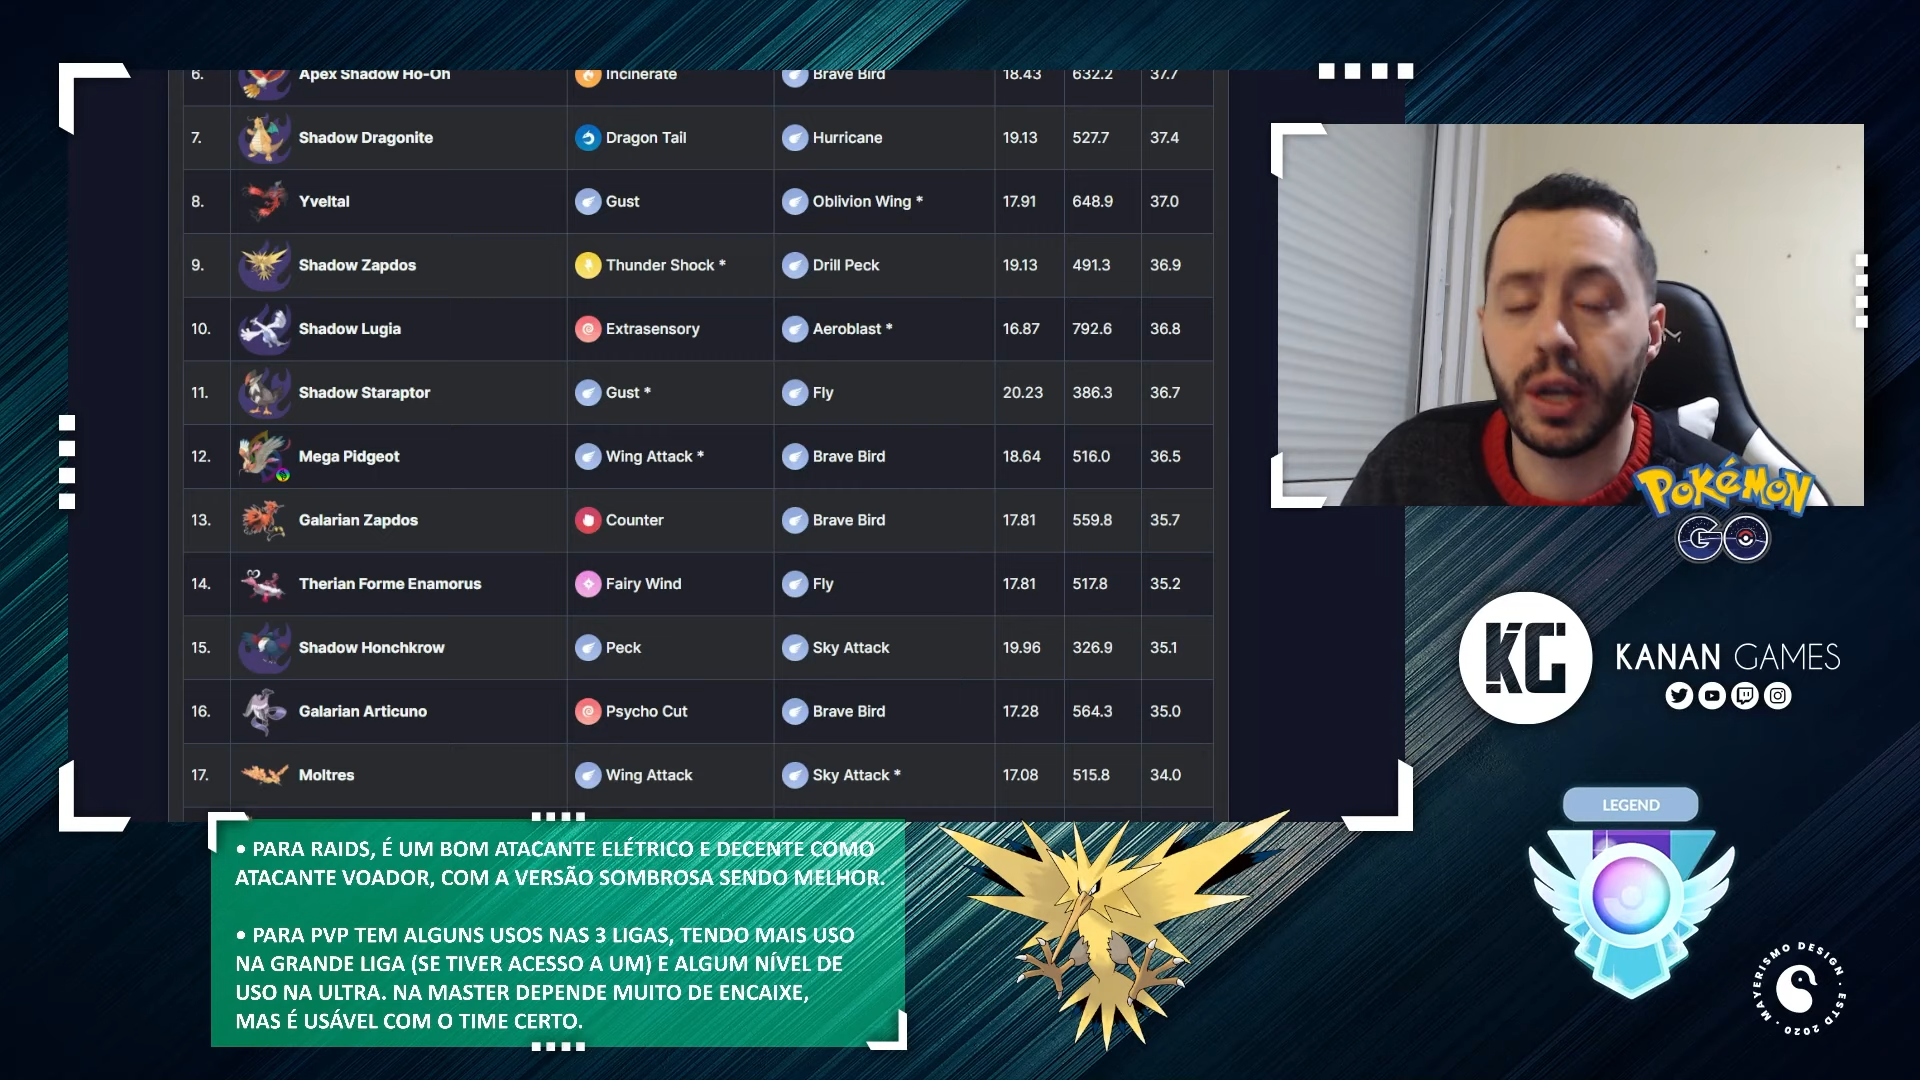 6. Apex Shadow Ho-Oh Incinerate Brave Bird 18.43 632.2 37.7
7. Shadow Dragonite Dragon Tail Hurricane 19.13 527.7 37.4
8. Yveltal Gust Oblivion Wing * 17.91 648.9 37.0
9. Shadow Zapdos Thunder Shock * Drill Peck 19.13 491.3 36.9
10. Shadow Lugia Extrasensory Aeroblast * 16.87 792.6 36.8
11. Shadow Staraptor Gust * Fly 20.23 386.3 36.7
12. Mega Pidgeot Wing Attack * Brave Bird 18.64 516.0 36.5
13. Galarian Zapdos Counter Brave Bird 17.81 559.8 35.7
14. Therian Forme Enamorus Fairy Wind Fly 17.81 517.8 35.2
15. Shadow Honchkrow Peck Sky Attack 19.96 326.9 35.1
16. Galarian Articuno Psycho Cut Brave Bird 17.28 564.3 35.0
17. Moltres Wing Attack Sky Attack * 17.08 515.8 34.0
POKÉMON
GO
KG
KANAN GAMES
LEGEND
• PARA RAIDS, É UM BOM ATACANTE ELÉTRICO E DECENTE COMO
ATACANTE VOADOR, COM A VERSÃO SOMBROSA SENDO MELHOR.
• PARA PVP TEM ALGUNS USOS NAS 3 LIGAS, TENDO MAIS USO
NA GRANDE LIGA (SE TIVER ACESSO A UM) E ALGUM NÍVEL DE
USO NA ULTRA. NA MASTER DEPENDE MUITO DE ENCAIXE,
MAS É USÁVEL COM O TIME CERTO.
MAYERISMO DESIGN · ESTD 2020 ·